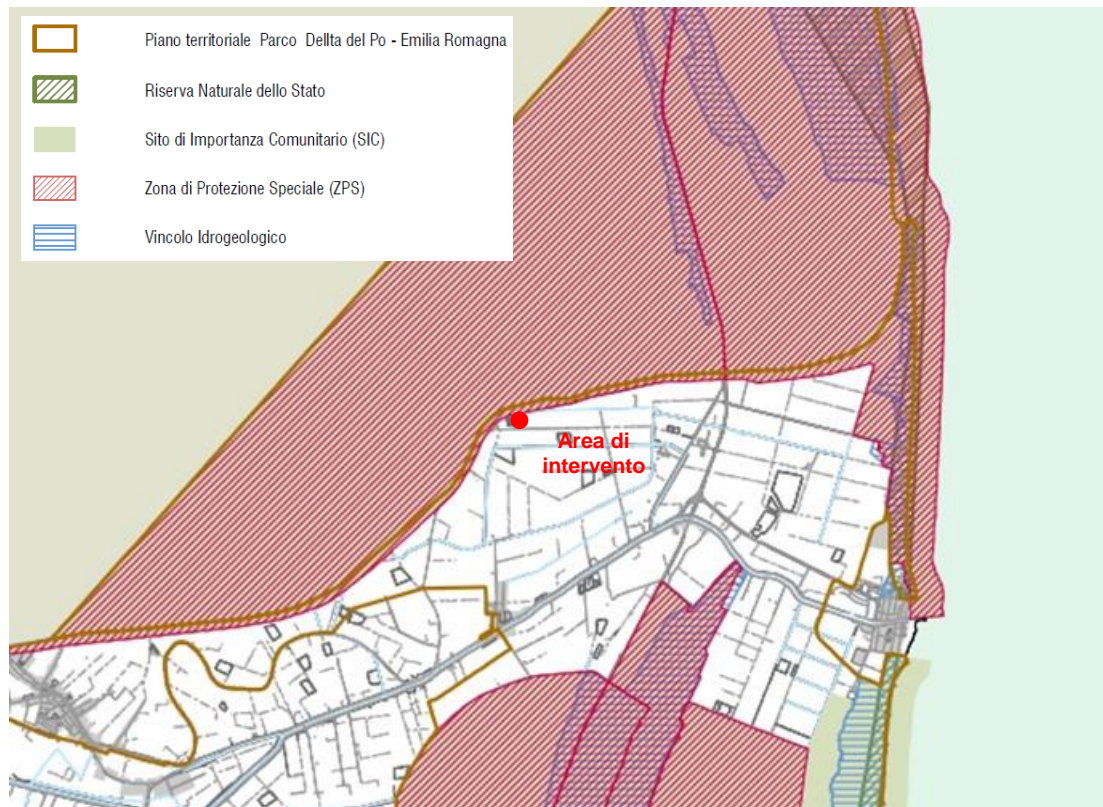 Piano territoriale Parco Dellta del Po - Emilia Romagna
Riserva Naturale dello Stato
Sito di Importanza Comunitario (SIC)
Zona di Protezione Speciale (ZPS)
Vincolo Idrogeologico
Area di
intervento